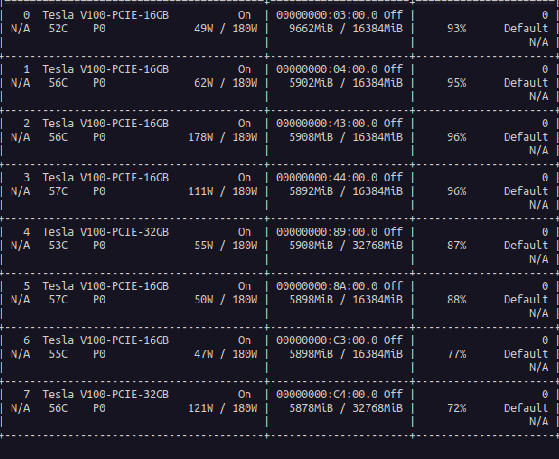 | 0 Tesla V100-PCIE-16GB On | 00000000:03:00.0 Off | 0 |
| N/A 52C P0 49W / 180W | 9662MiB / 16384MiB | 93% Default |
| | | N/A |
| 1 Tesla V100-PCIE-16GB On | 00000000:04:00.0 Off | 0 |
| N/A 56C P0 62W / 180W | 5902MiB / 16384MiB | 95% Default |
| | | N/A |
| 2 Tesla V100-PCIE-16GB On | 00000000:43:00.0 Off | 0 |
| N/A 56C P0 178W / 180W | 5908MiB / 16384MiB | 96% Default |
| | | N/A |
| 3 Tesla V100-PCIE-16GB On | 00000000:44:00.0 Off | 0 |
| N/A 57C P0 111W / 180W | 5892MiB / 16384MiB | 96% Default |
| | | N/A |
| 4 Tesla V100-PCIE-32GB On | 00000000:89:00.0 Off | 0 |
| N/A 53C P0 55W / 180W | 5908MiB / 32768MiB | 87% Default |
| | | N/A |
| 5 Tesla V100-PCIE-16GB On | 00000000:8A:00.0 Off | 0 |
| N/A 57C P0 50W / 180W | 5898MiB / 16384MiB | 88% Default |
| | | N/A |
| 6 Tesla V100-PCIE-16GB On | 00000000:C3:00.0 Off | 0 |
| N/A 55C P0 47W / 180W | 5898MiB / 16384MiB | 77% Default |
| | | N/A |
| 7 Tesla V100-PCIE-32GB On | 00000000:C4:00.0 Off | 0 |
| N/A 56C P0 121W / 180W | 5878MiB / 32768MiB | 72% Default |
| | | N/A |